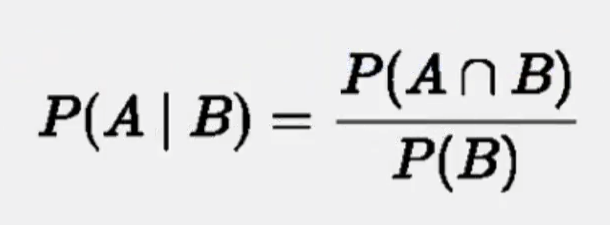 P(A | B) = P(A ∩ B) / P(B)